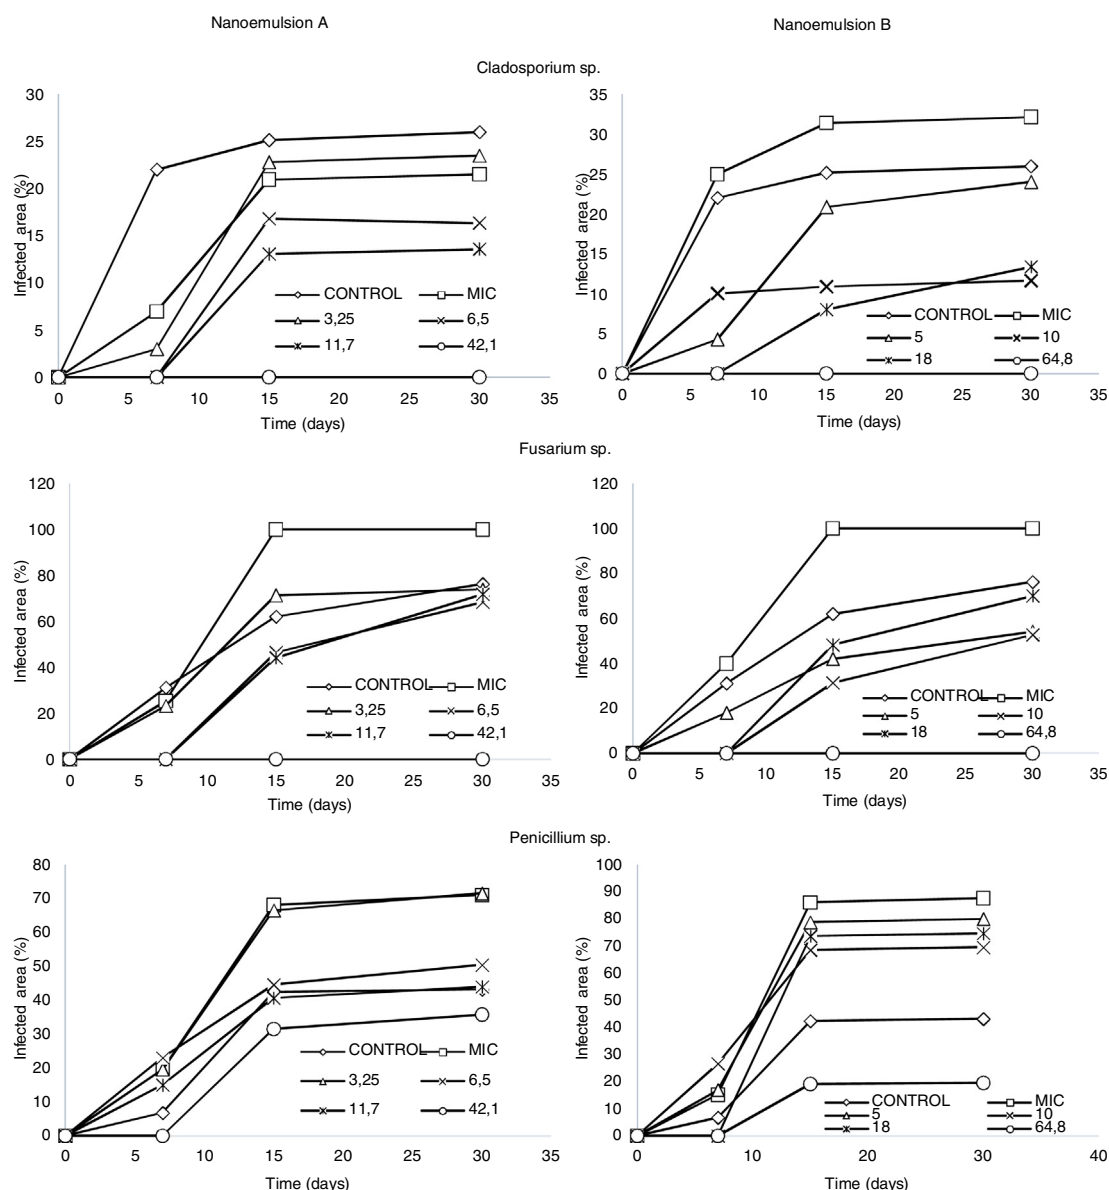 Nanoemulsion A
Nanoemulsion B
Cladosporium sp.
30
25
20
15
10
5
0
Infected area (%)
CONTROL MIC
3,25 6,5
11,7 42,1
0 5 10 15 20 25 30 35
Time (days)
35
30
25
20
15
10
5
0
Infected area (%)
CONTROL MIC
5 10
18 64,8
0 5 10 15 20 25 30 35
Time (days)
Fusarium sp.
120
100
80
60
40
20
0
Infected area (%)
CONTROL MIC
3,25 6,5
11,7 42,1
0 5 10 15 20 25 30 35
Time (days)
120
100
80
60
40
20
0
Infected area (%)
CONTROL MIC
5 10
18 64,8
0 5 10 15 20 25 30 35
Time (days)
Penicillium sp.
80
70
60
50
40
30
20
10
0
Infected area (%)
CONTROL MIC
3,25 6,5
11,7 42,1
0 5 10 15 20 25 30 35
Time (days)
100
90
80
70
60
50
40
30
20
10
0
Infected area (%)
CONTROL MIC
5 10
18 64,8
0 10 20 30 40
Time (days)